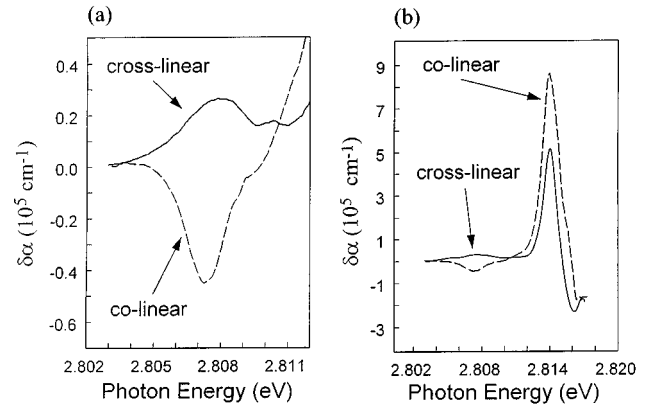 (a)
0.4
0.2
0.0
-0.2
-0.4
-0.6
δα (10⁵ cm⁻¹)
cross-linear
co-linear
2.802
2.805
2.808
2.811
Photon Energy (eV)
(b)
9
7
5
3
1
-1
-3
δα (10⁵ cm⁻¹)
co-linear
cross-linear
2.802
2.808
2.814
2.820
Photon Energy (eV)